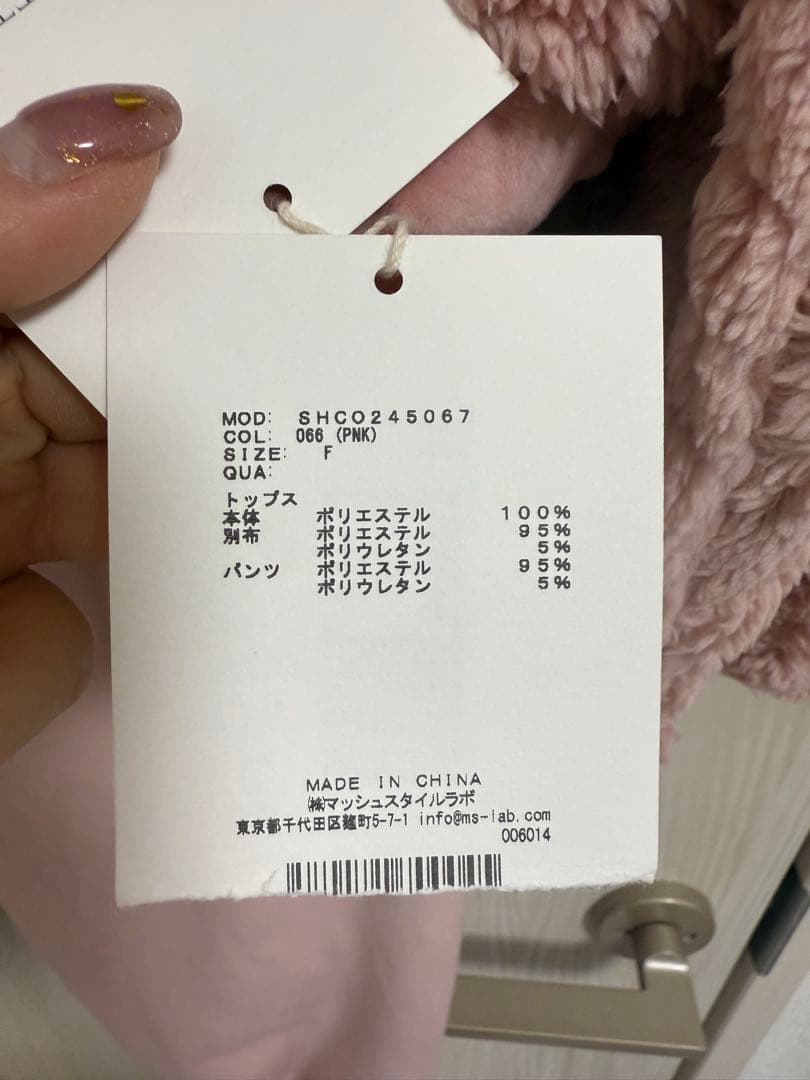 MOD: SHCO245067
COL: 066 (PNK)
SIZE: F
QUA:
トップス
本体 ポリエステル 100%
別布 ポリエステル 95%
ポリウレタン 5%
パンツ ポリエステル 95%
ポリウレタン 5%
MADE IN CHINA
㈱マッシュスタイルラボ
東京都千代田区麹町5-7-1 info@ms-lab.com
006014